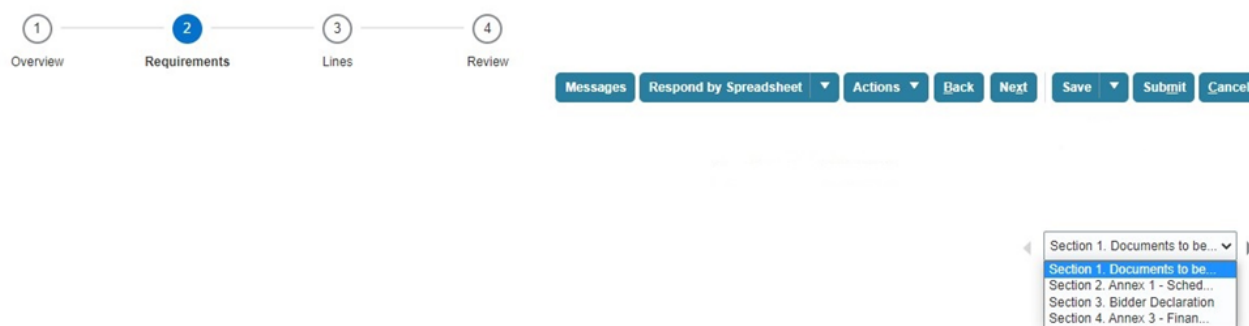 1 2 3 4
Overview Requirements Lines Review
Messages Respond by Spreadsheet Actions Back Next Save Submit Cancel
Section 1. Documents to be...
Section 1. Documents to be...
Section 2. Annex 1 - Sched...
Section 3. Bidder Declaration
Section 4. Annex 3 - Finan...